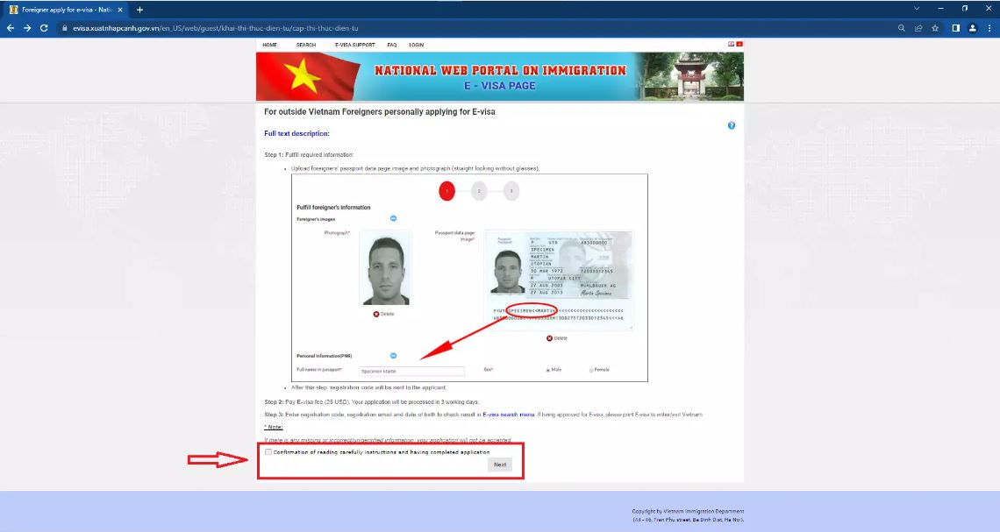 Foreigner apply for e-visa - Natio
evisa.xuatnhapcanh.gov.vn/en_US/web/guest/khai-thi-thuc-dien-tu/cap-thi-thuc-dien-tu
HOME SEARCH E-VISA SUPPORT FAQ LOGIN
NATIONAL WEB PORTAL ON IMMIGRATION
E - VISA PAGE
For outside Vietnam Foreigners personally applying for E-visa
Full text description:
Step 1: Fulfill required information:
Upload foreigners' passport data page image and photograph (straight looking without glasses);
1 2 3
Fulfill foreigner's information
Foreigner's images
Photograph* Passport data page
image*
P UTO
SPECIMEN
MARTIN
UTOPIAN
30 MAR 1972 72033012345
M UTOPIA CITY
27 AUG 2003 MUHLBAUER AG
27 AUG 2013 Martin Specimen
P<UTOSPECIMEN<<MARTIN<<<<<<<<<<<<<<<<<<<<<<<
Delete
Delete
Personal Information(PNR)
Full name in passport* Specimen Martin Sex* Male Female
After this step, registration code will be sent to the applicant;
Step 2: Pay E-visa fee (25 USD). Your application will be processed in 3 working days;
Step 3: Enter registration code, registration email and date of birth to check result in E-visa search menu. If being approved for E-visa, please print E-visa to enter/exit Vietnam.
* Note:
If there is any missing or incorrect/unidentified information, your application will not be accepted.
Confirmation of reading carefully instructions and having completed application
Next
Copyright by Vietnam Immigration Department
(44 - 46, Tran Phu street, Ba Dinh Dist, Ha Noi).